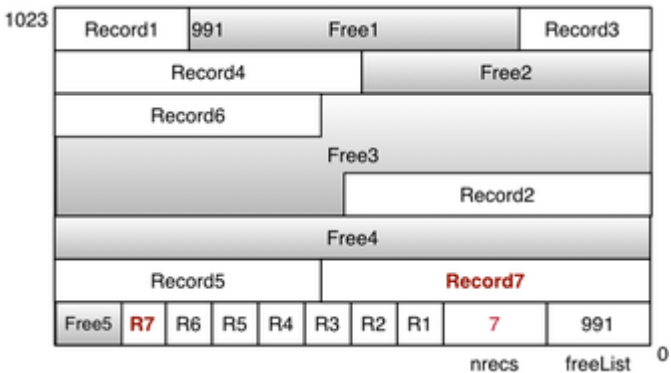 1023 Record1 991 Free1 Record3
Record4 Free2
Record6
Free3
Record2
Free4
Record5 Record7
Free5 R7 R6 R5 R4 R3 R2 R1 7 991
0
nrecs freeList